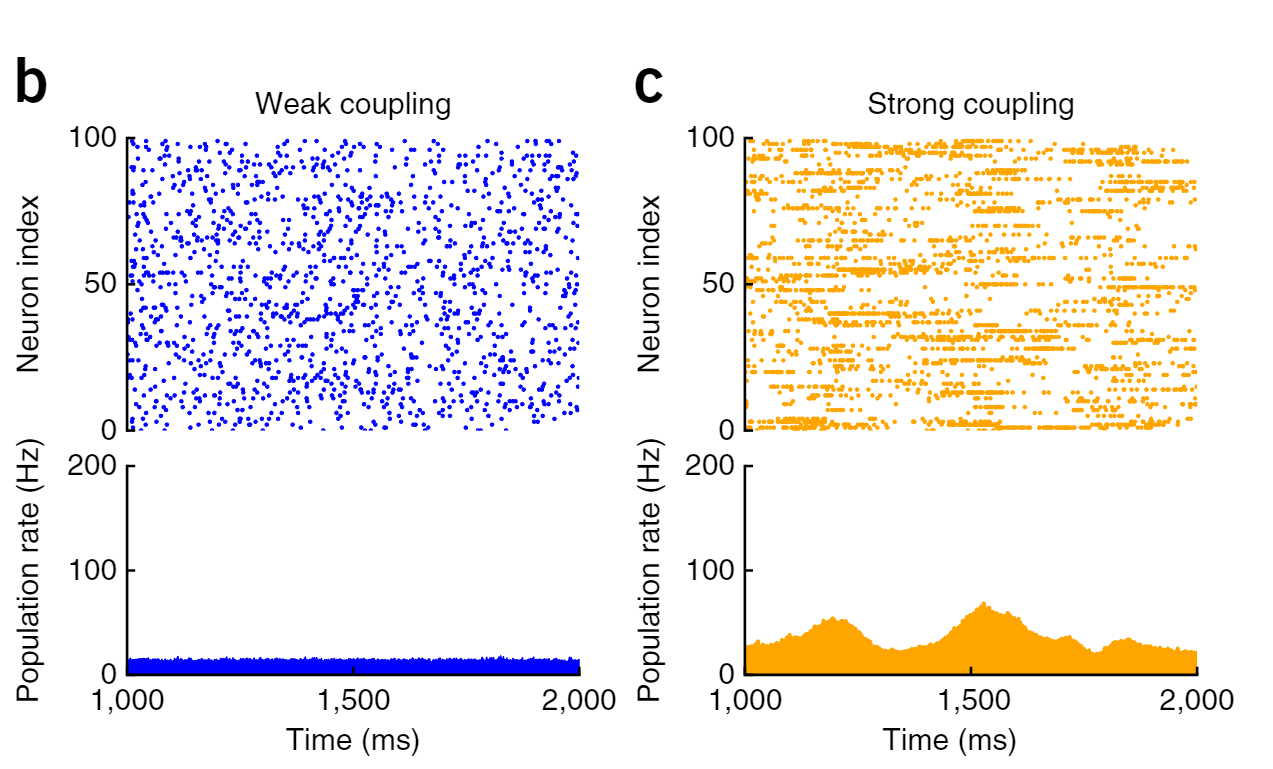 b
Weak coupling
100
50
0
Neuron index
200
100
0
Population rate (Hz)
1,000
1,500
2,000
Time (ms)
c
Strong coupling
100
50
0
Neuron index
200
100
0
Population rate (Hz)
1,000
1,500
2,000
Time (ms)